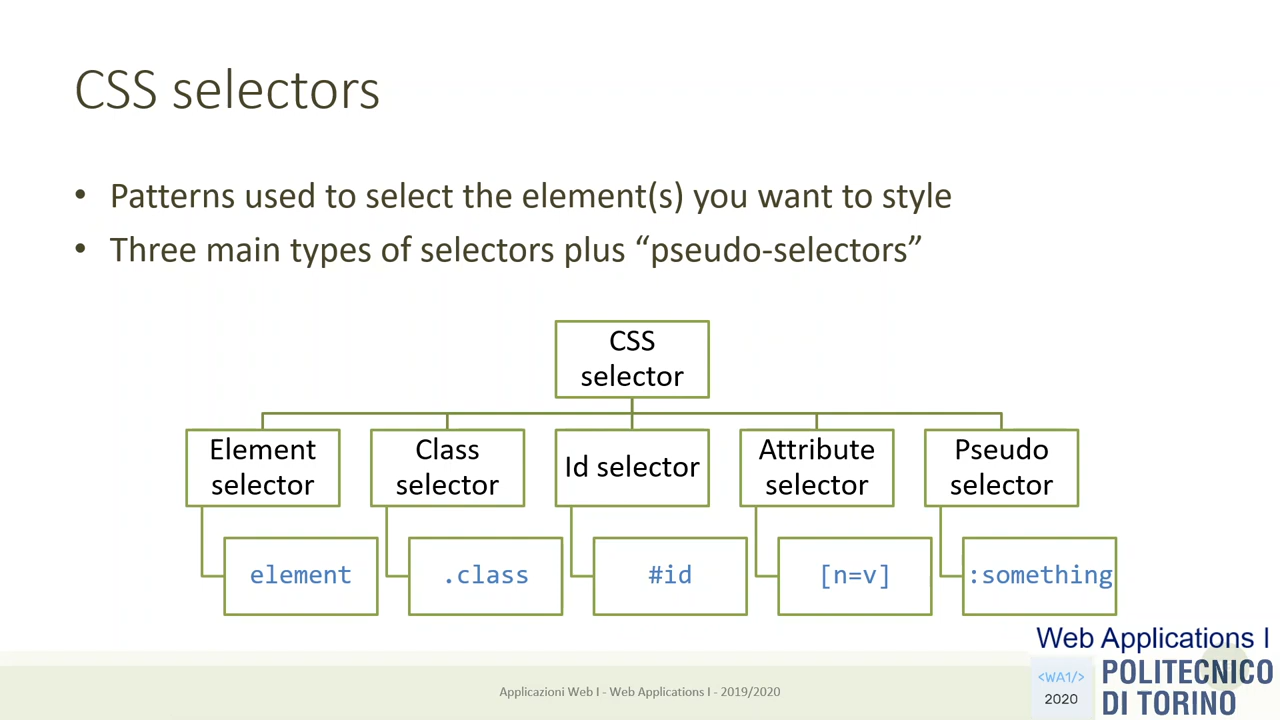 CSS selectors
• Patterns used to select the element(s) you want to style
• Three main types of selectors plus “pseudo-selectors”
CSS
selector
Element
selector
Class
selector
Id selector
Attribute
selector
Pseudo
selector
element
.class
#id
[n=v]
:something
Web Applications I
<WA1/>
2020
POLITECNICO
DI TORINO
Applicazioni Web I - Web Applications I - 2019/2020